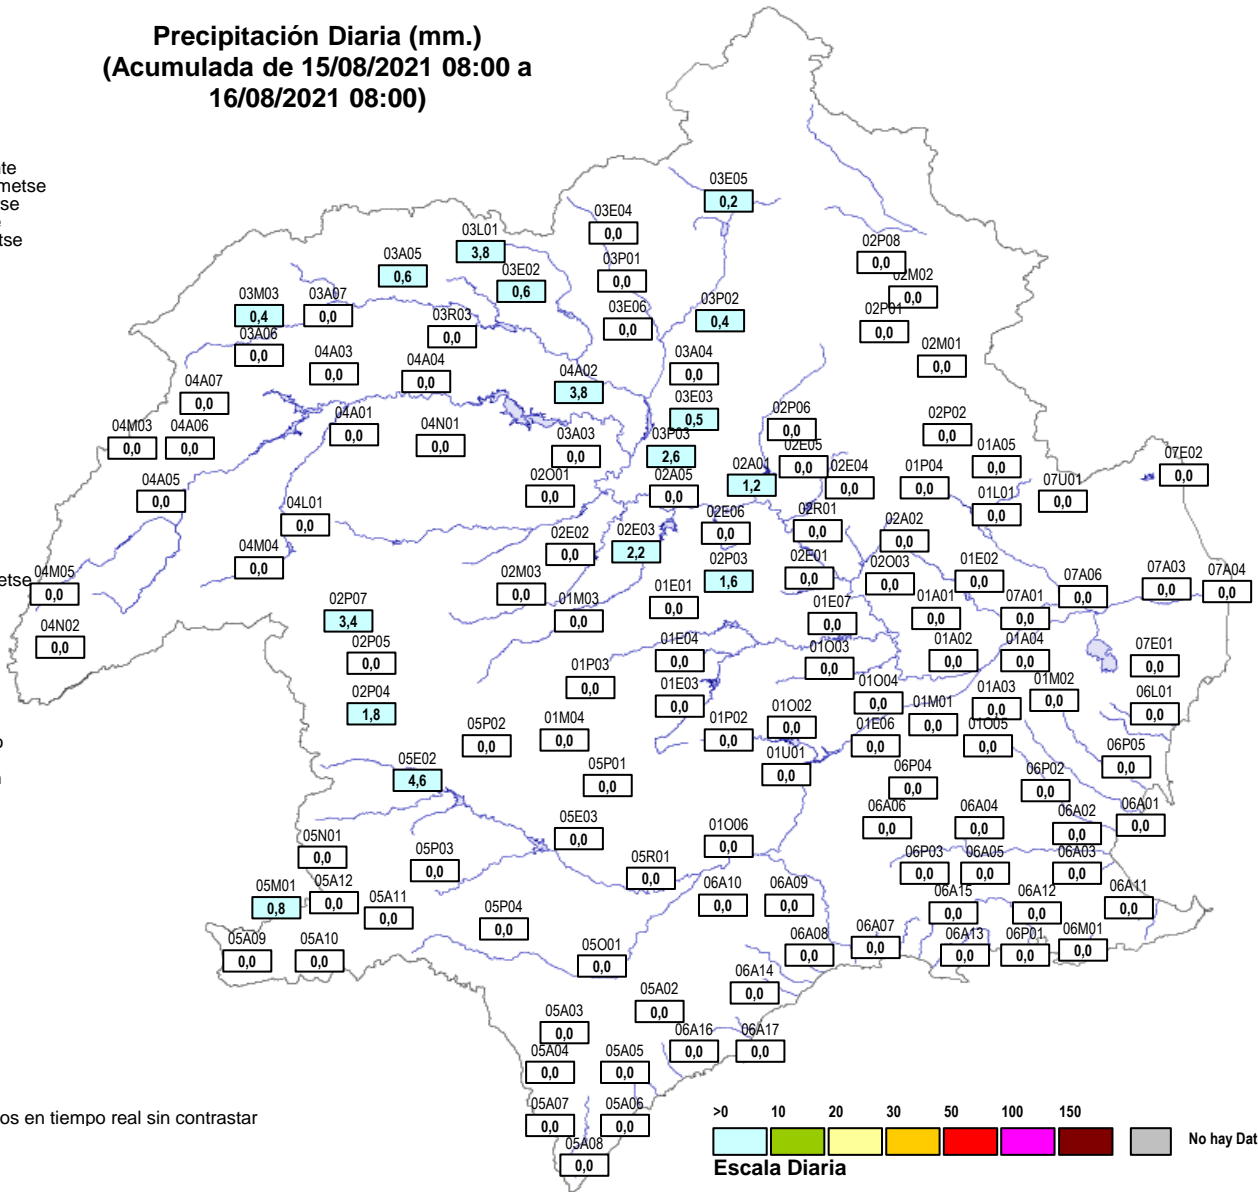 Precipitación Diaria (mm.)
(Acumulada de 15/08/2021 08:00 a
16/08/2021 08:00)
nte
metse
se
e
tse
03E05
0,2
03E04
0,0
03L01
3,8
03A05
0,6
03E02
0,6
03P01
0,0
02P08
0,0
02M02
0,0
03M03
0,4
03A07
0,0
03R03
0,0
03E06
0,0
03P02
0,4
02P01
0,0
03A06
0,0
04A03
0,0
04A04
0,0
04A02
3,8
03A04
0,0
02M01
0,0
04A07
0,0
03E03
0,5
04M03
0,0
04A06
0,0
04A01
0,0
04N01
0,0
03A03
0,0
03P03
2,6
02P06
0,0
02P02
0,0
02E05
0,0
01A05
0,0
07E02
0,0
04A05
0,0
02O01
0,0
02A05
0,0
02A01
1,2
02E04
0,0
01P04
0,0
01L01
0,0
07U01
0,0
04L01
0,0
02E06
0,0
02R01
0,0
02A02
0,0
04M04
0,0
02E02
0,0
02E03
2,2
metse
04M05
0,0
02M03
0,0
02P03
1,6
02E01
0,0
02O03
0,0
01E02
0,0
07A06
0,0
07A03
0,0
07A04
0,0
02P07
3,4
01M03
0,0
01E01
0,0
01E07
0,0
01A01
0,0
07A01
0,0
04N02
0,0
02P05
0,0
01E04
0,0
01O03
0,0
01A02
0,0
01A04
0,0
07E01
0,0
01P03
0,0
01E03
0,0
01O04
0,0
01A03
0,0
01M02
0,0
06L01
0,0
02P04
1,8
05P02
0,0
01M04
0,0
01P02
0,0
01O02
0,0
01E06
0,0
01M01
0,0
01O05
0,0
o
05E02
4,6
05P01
0,0
01U01
0,0
06P04
0,0
06P02
0,0
06P05
0,0
05E03
0,0
01O06
0,0
06A06
0,0
06A04
0,0
06A02
0,0
06A01
0,0
05N01
0,0
05P03
0,0
05R01
0,0
06P03
0,0
06A05
0,0
06A03
0,0
05M01
0,8
05A12
0,0
05A11
0,0
06A10
0,0
06A09
0,0
06A15
0,0
06A12
0,0
06A11
0,0
05P04
0,0
05A09
0,0
05A10
0,0
05O01
0,0
06A08
0,0
06A07
0,0
06A13
0,0
06P01
0,0
06M01
0,0
05A02
0,0
06A14
0,0
05A03
0,0
06A16
0,0
06A17
0,0
05A04
0,0
05A05
0,0
05A07
0,0
05A06
0,0
05A08
0,0
os en tiempo real sin contrastar
>0 10 20 30 50 100 150
No hay Dat
Escala Diaria